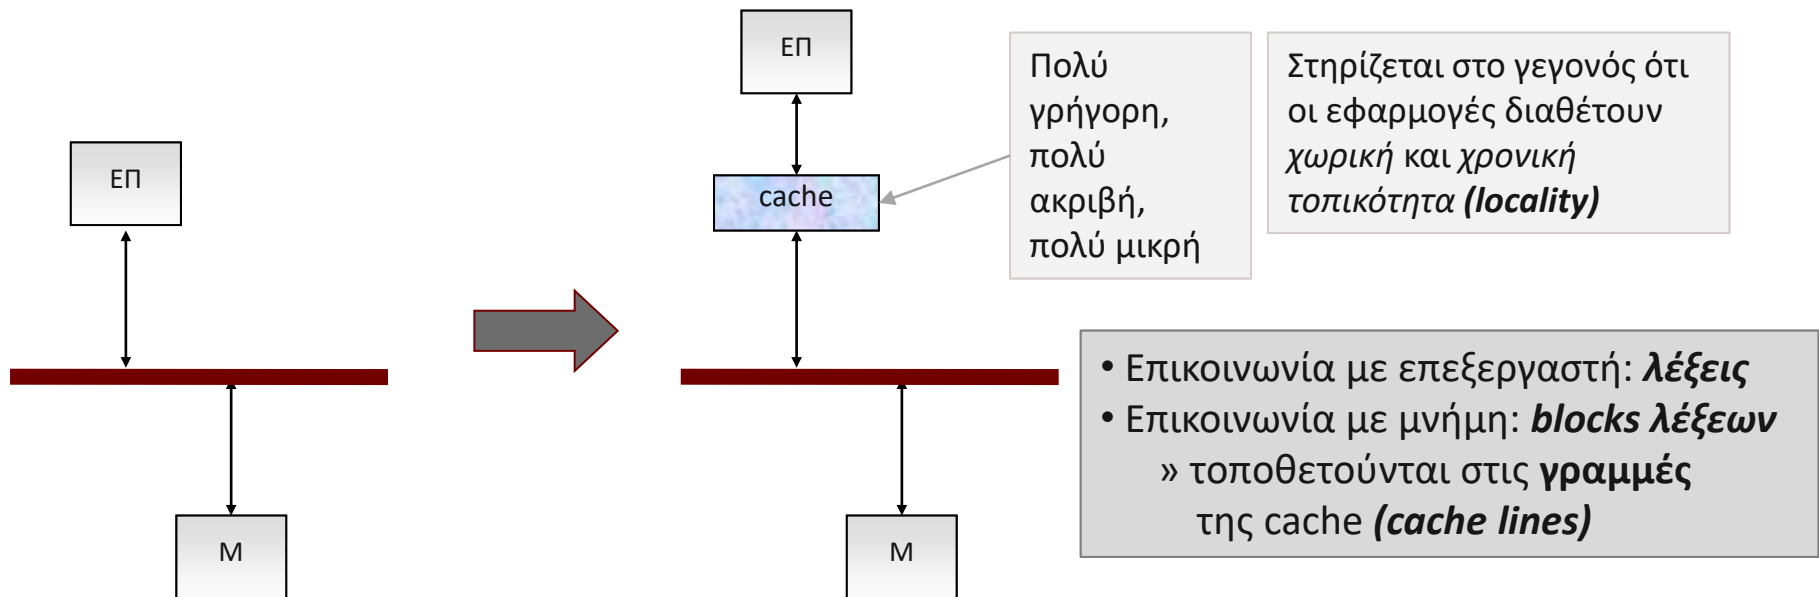 ΕΠ
Μ
ΕΠ
cache
Μ
Πολύ
γρήγορη,
πολύ
ακριβή,
πολύ μικρή
Στηρίζεται στο γεγονός ότι
οι εφαρμογές διαθέτουν
χωρική και χρονική
τοπικότητα (locality)
• Επικοινωνία με επεξεργαστή: λέξεις
• Επικοινωνία με μνήμη: blocks λέξεων
» τοποθετούνται στις γραμμές
της cache (cache lines)